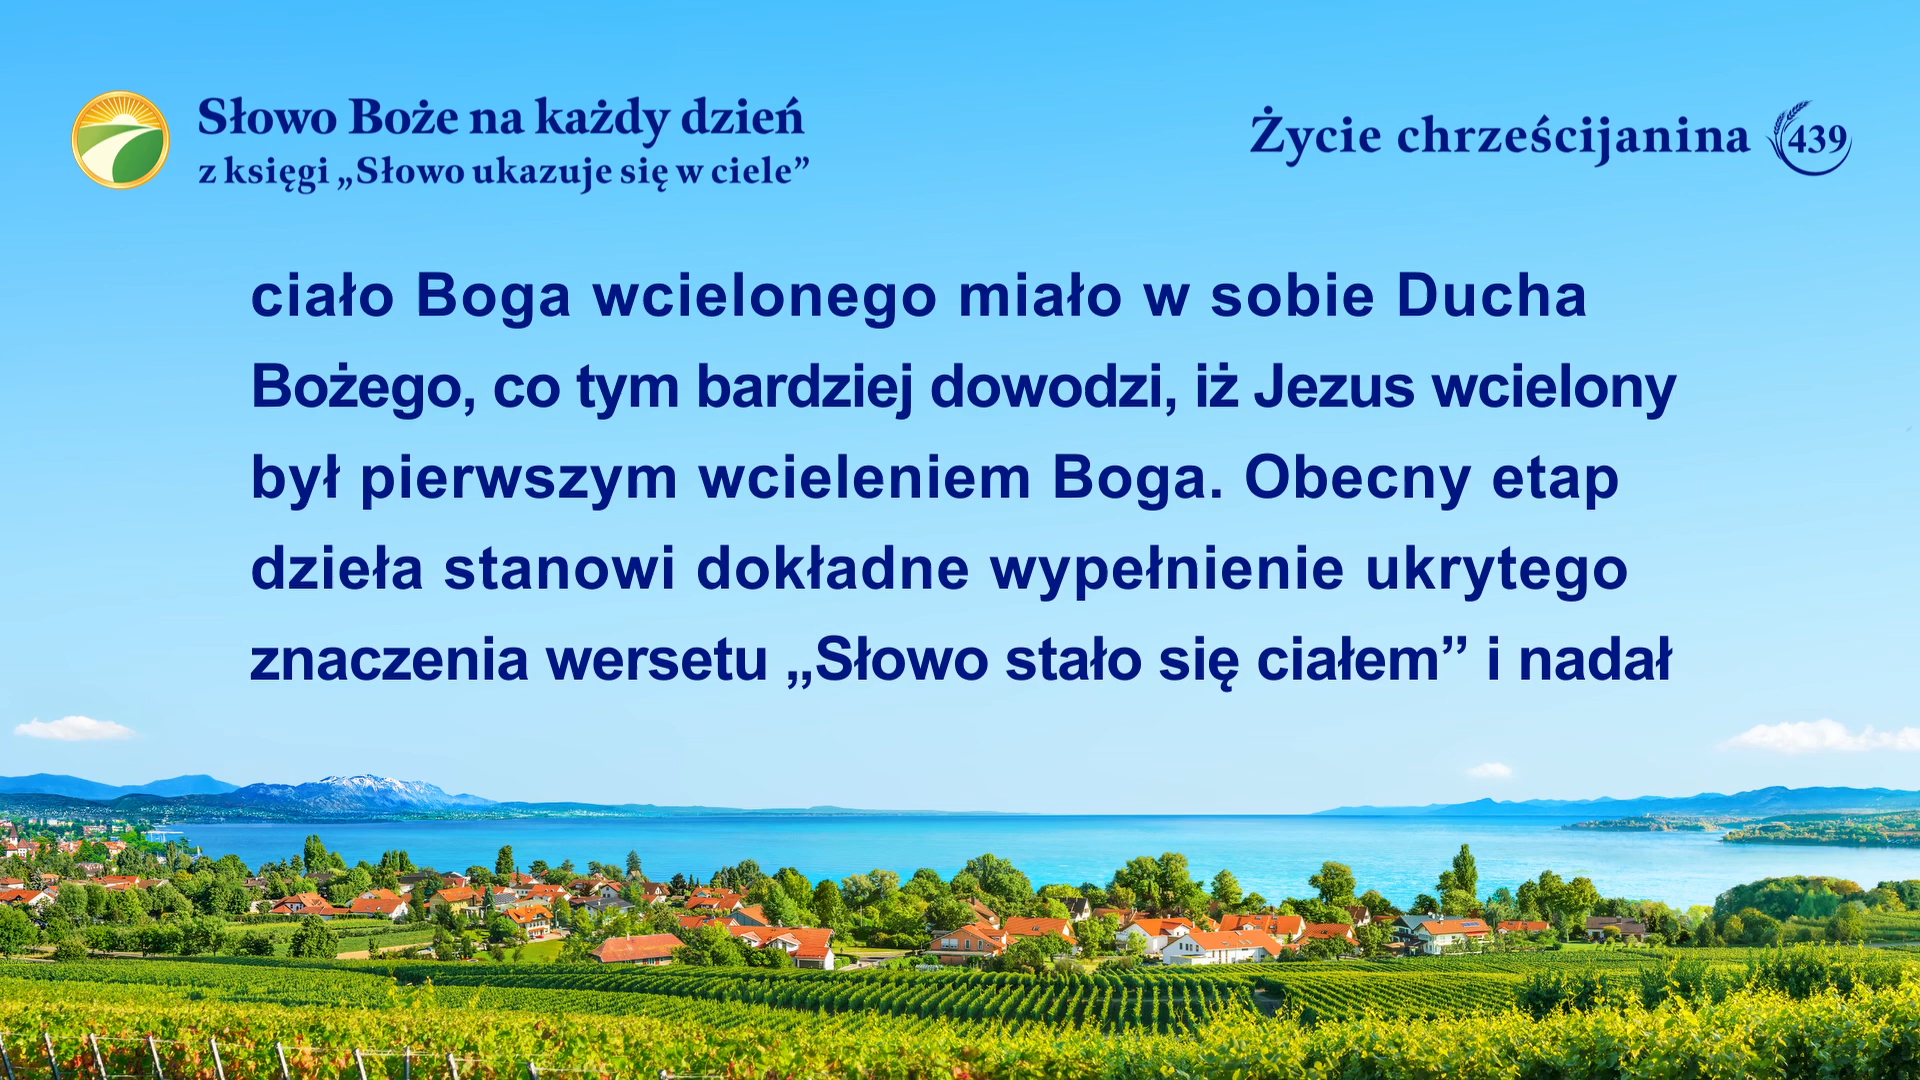 Słowo Boże na każdy dzień
z księgi „Słowo ukazuje się w ciele”
Życie chrześcijanina 439
ciało Boga wcielonego miało w sobie Ducha
Bożego, co tym bardziej dowodzi, iż Jezus wcielony
był pierwszym wcieleniem Boga. Obecny etap
dzieła stanowi dokładne wypełnienie ukrytego
znaczenia wersetu „Słowo stało się ciałem” i nadał